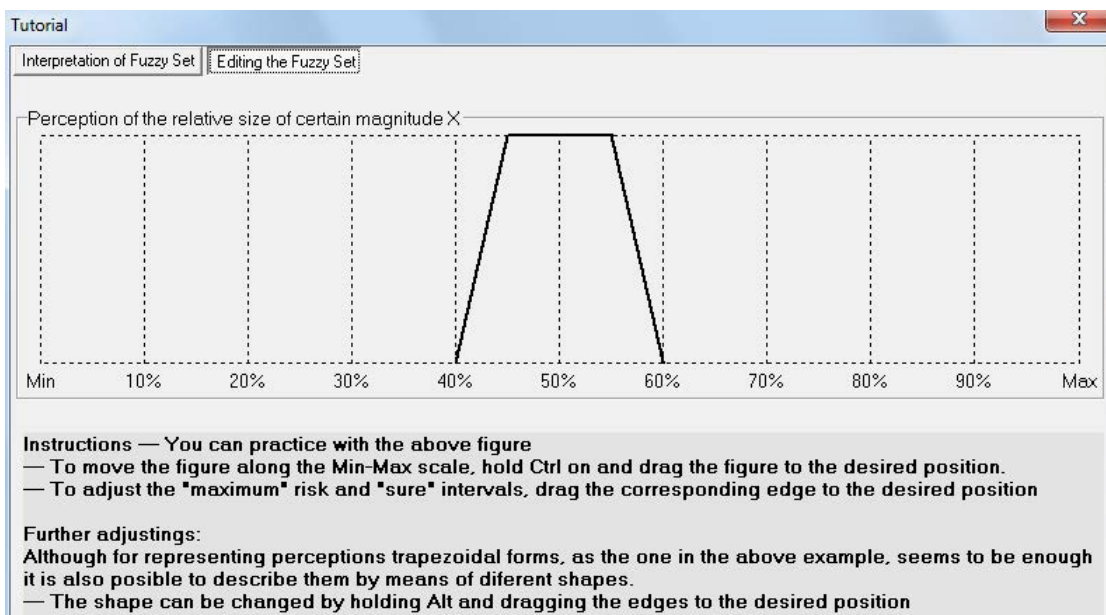 Tutorial
X
Interpretation of Fuzzy Set Editing the Fuzzy Set
Perception of the relative size of certain magnitude X
Min 10% 20% 30% 40% 50% 60% 70% 80% 90% Max
Instructions — You can practice with the above figure
— To move the figure along the Min-Max scale, hold Ctrl on and drag the figure to the desired position.
— To adjust the "maximum" risk and "sure" intervals, drag the corresponding edge to the desired position
Further adjustings:
Although for representing perceptions trapezoidal forms, as the one in the above example, seems to be enough
it is also posible to describe them by means of diferent shapes.
— The shape can be changed by holding Alt and dragging the edges to the desired position